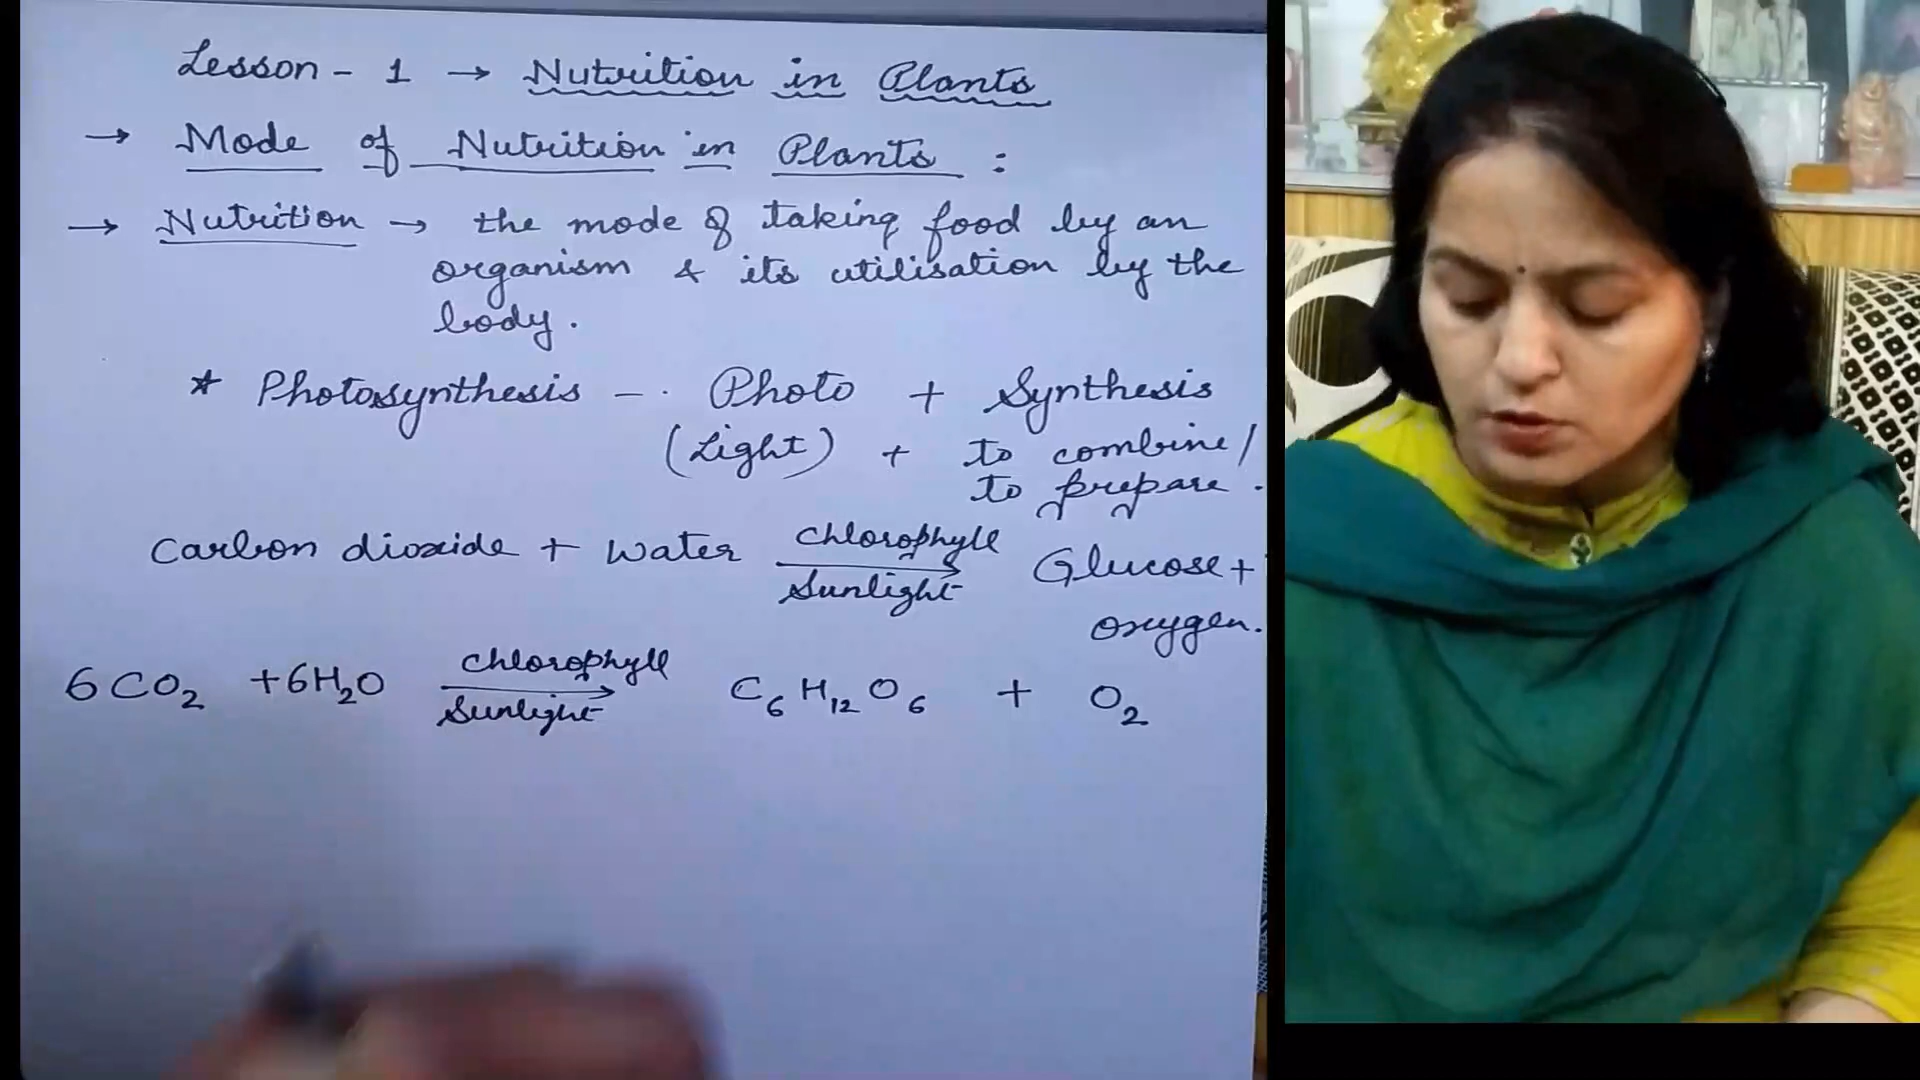 Lesson - 1 → Nutrition in Plants
→ Mode of Nutrition in Plants :
→ Nutrition → the mode of taking food by an
organism & its utilisation by the
body.
* Photosynthesis - . Photo + Synthesis
(Light) + to combine/
to prepare.
Carbon dioxide + Water chlorophyll Sunlight → Glucose +
oxygen.
6CO₂ + 6H₂O chlorophyll Sunlight → C₆H₁₂O₆ + O₂